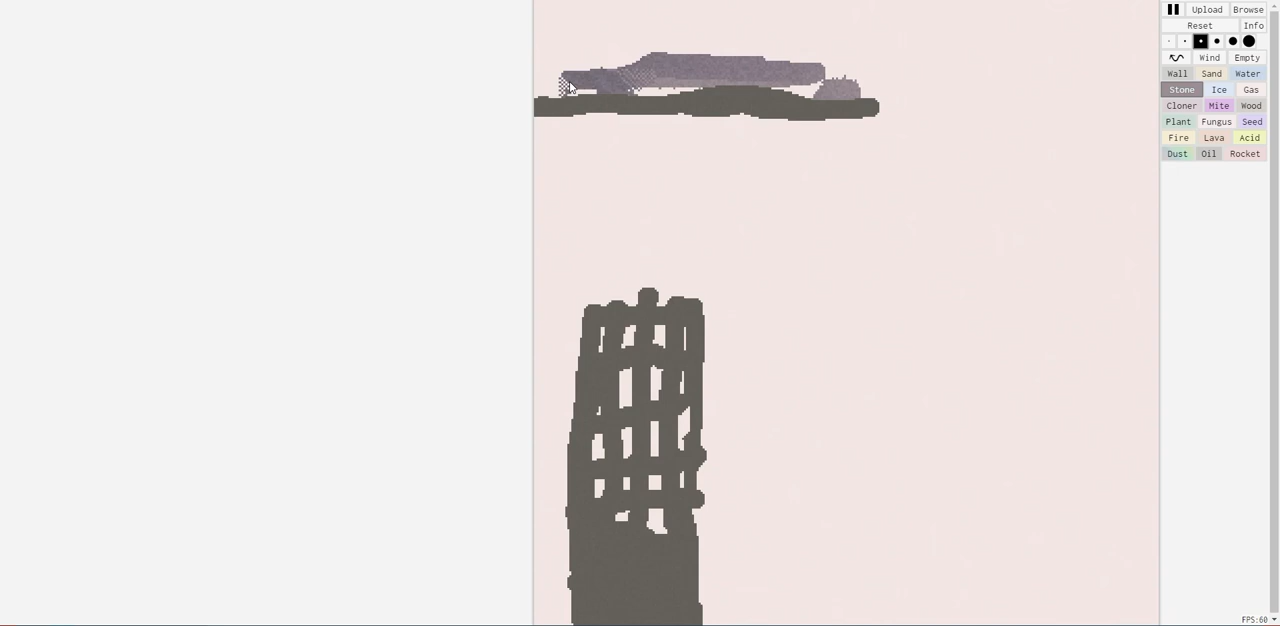 Upload Browse
Reset Info
Wind Empty
Wall Sand Water
Stone Ice Gas
Cloner Mite Wood
Plant Fungus Seed
Fire Lava Acid
Dust Oil Rocket
FPS:60